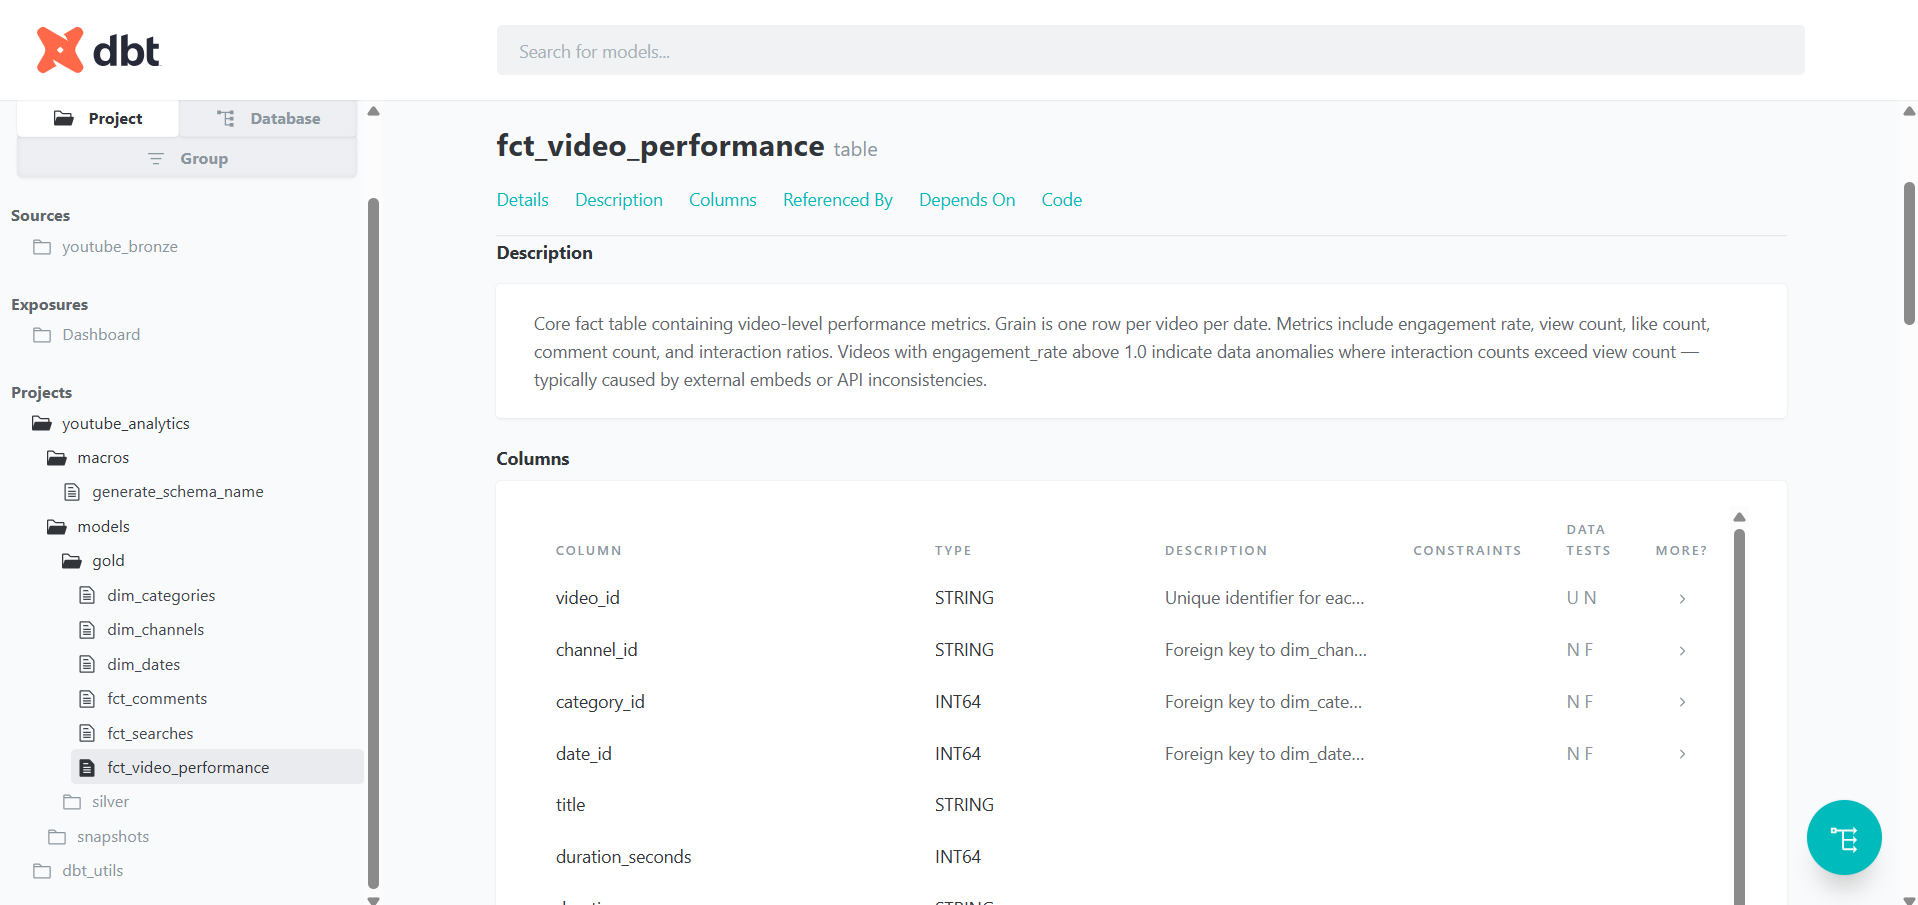 dbt
Search for models...
Project
Database
Group
Sources
youtube_bronze
Exposures
Dashboard
Projects
youtube_analytics
macros
generate_schema_name
models
gold
dim_categories
dim_channels
dim_dates
fct_comments
fct_searches
fct_video_performance
silver
snapshots
dbt_utils
fct_video_performance table
Details Description Columns Referenced By Depends On Code
Description
Core fact table containing video-level performance metrics. Grain is one row per video per date. Metrics include engagement rate, view count, like count,
comment count, and interaction ratios. Videos with engagement_rate above 1.0 indicate data anomalies where interaction counts exceed view count —
typically caused by external embeds or API inconsistencies.
Columns
COLUMN TYPE DESCRIPTION CONSTRAINTS DATA TESTS MORE?
video_id STRING Unique identifier for eac... U N
channel_id STRING Foreign key to dim_chan... N F
category_id INT64 Foreign key to dim_cate... N F
date_id INT64 Foreign key to dim_date... N F
title STRING
duration_seconds INT64
STRING